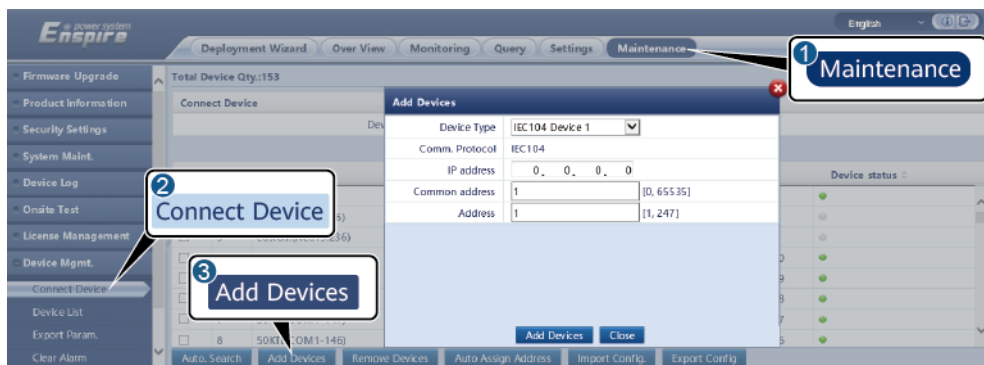 e power system
Enspire
English
Deployment Wizard Over View Monitoring Query Settings Maintenance
1 Maintenance
Firmware Upgrade
Product Information
Security Settings
System Maint.
Device Log
Onsite Test
License Management
Device Mgmt.
Connect Device
Device List
Export Param.
Clear Alarm
Total Device Qty.:153
Connect Device
Dev
Device status
Add Devices
Device Type IEC104 Device 1
Comm. Protocol IEC104
IP address 0. 0. 0. 0
Common address 1 [0, 65535]
Address 1 [1, 247]
Add Devices Close
2
Connect Device
3
Add Devices
8
Auto. Search Add Devices Remove Devices Auto Assign Address Import Config. Export Config